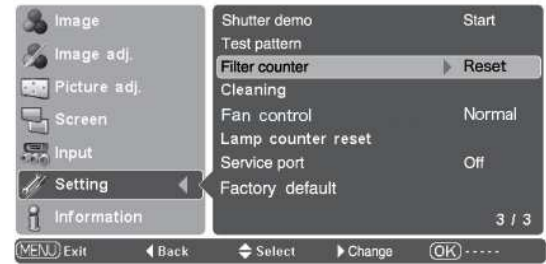 Image
Image adj.
Picture adj.
Screen
Input
Setting
Information
Shutter demo Start
Test pattern
Filter counter Reset
Cleaning
Fan control Normal
Lamp counter reset
Service port Off
Factory default
3 / 3
MENU Exit Back Select Change OK -----